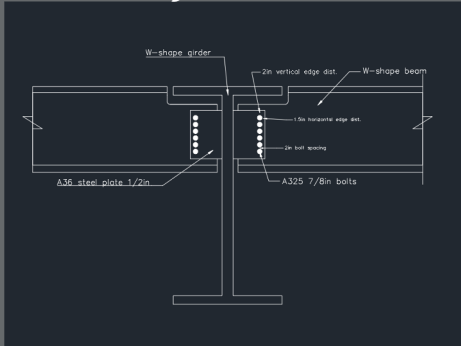 W-shape girder
2in vertical edge dist.
W-shape beam
1.5in horizontal edge dist.
2in bolt spacing
A36 steel plate 1/2in
A325 7/8in bolts